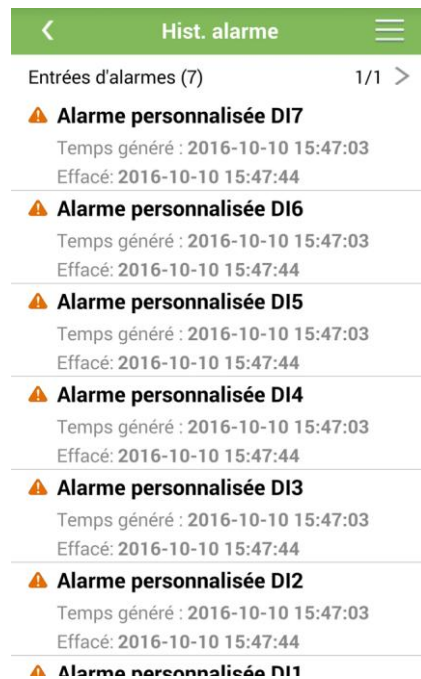 Hist. alarme
Entrées d'alarmes (7) 1/1
Alarme personnalisée DI7
Temps généré : 2016-10-10 15:47:03
Effacé: 2016-10-10 15:47:44
Alarme personnalisée DI6
Temps généré : 2016-10-10 15:47:03
Effacé: 2016-10-10 15:47:44
Alarme personnalisée DI5
Temps généré : 2016-10-10 15:47:03
Effacé: 2016-10-10 15:47:44
Alarme personnalisée DI4
Temps généré : 2016-10-10 15:47:03
Effacé: 2016-10-10 15:47:44
Alarme personnalisée DI3
Temps généré : 2016-10-10 15:47:03
Effacé: 2016-10-10 15:47:44
Alarme personnalisée DI2
Temps généré : 2016-10-10 15:47:03
Effacé: 2016-10-10 15:47:44
Alarme personnalisée DI1